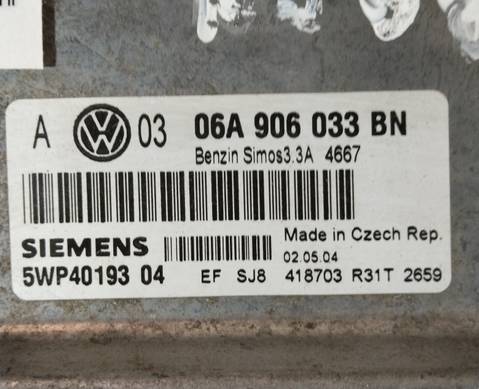 A VW 03 06A 906 033 BN
Benzin Simos3.3A 4667
SIEMENS Made in Czech Rep.
02.05.04
5WP40193 04 EF SJ8 418703 R31T 2659